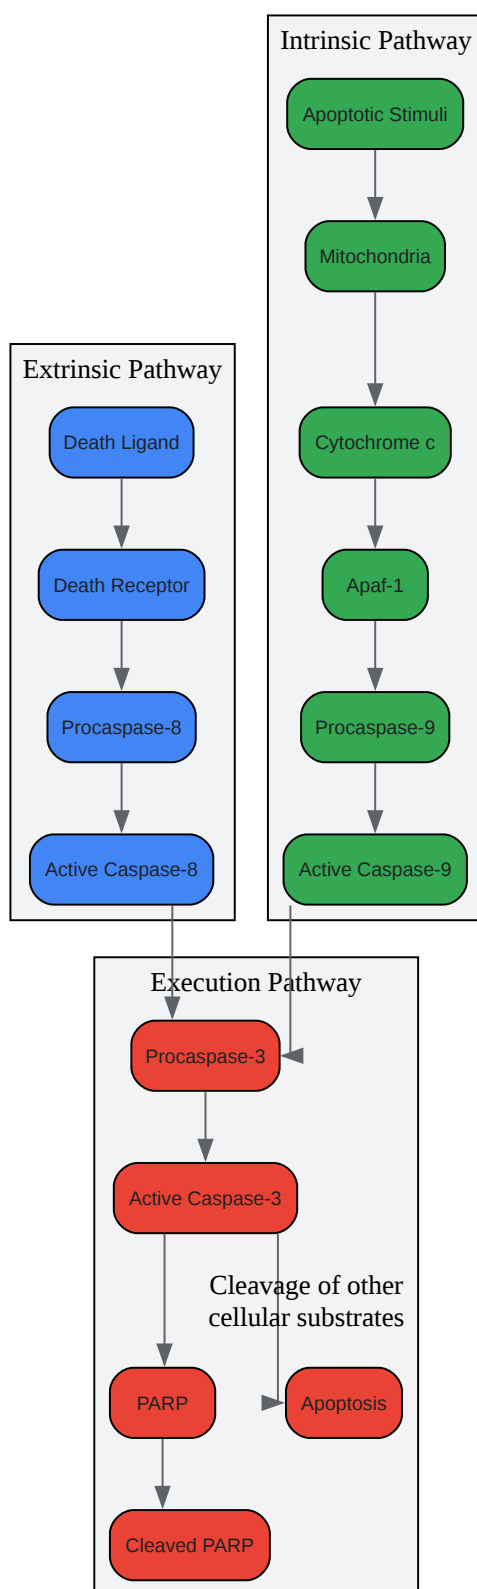 Intrinsic Pathway
Apoptotic Stimuli
Mitochondria
Extrinsic Pathway
Death Ligand
Cytochrome c
Death Receptor
Apaf-1
Procaspase-8
Procaspase-9
Active Caspase-8
Active Caspase-9
Execution Pathway
Procaspase-3
Active Caspase-3
Cleavage of other
cellular substrates
PARP
Apoptosis
Cleaved PARP